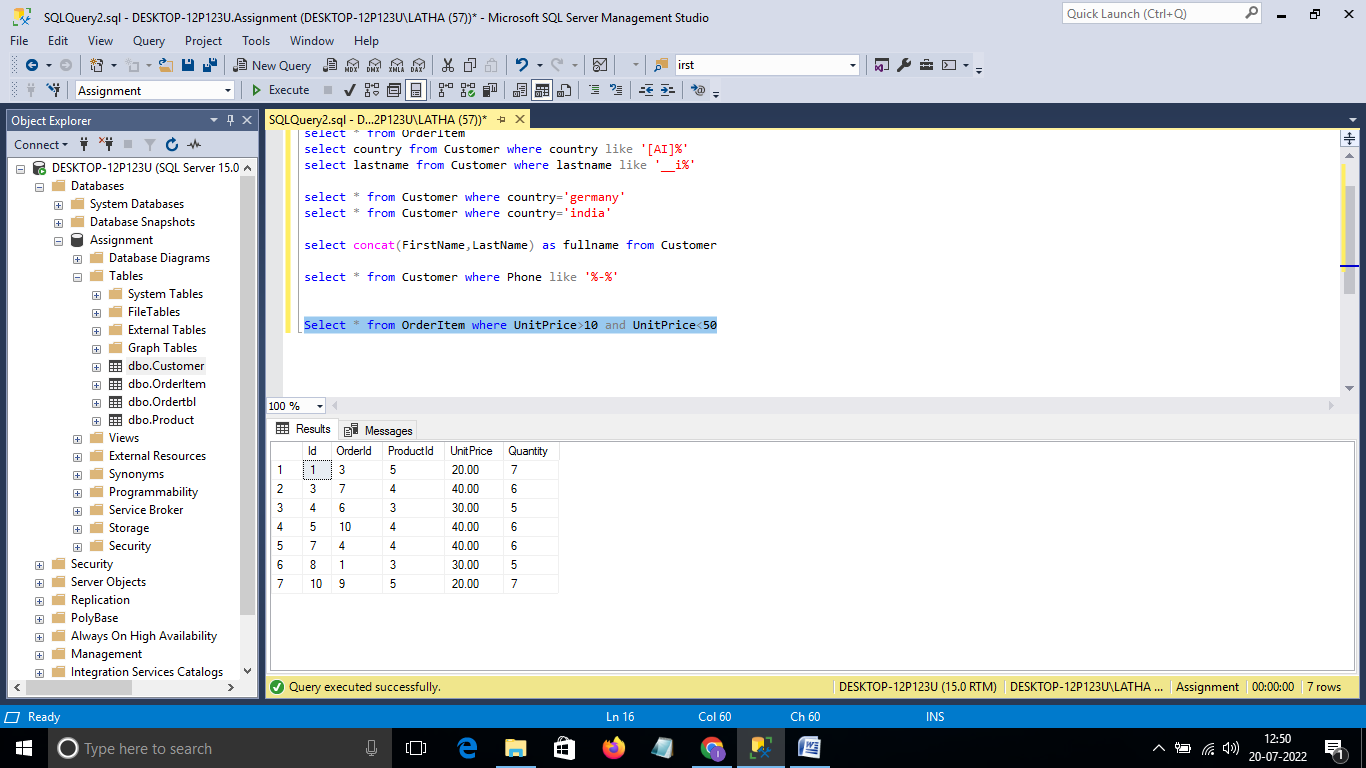 SQLQuery2.sql - DESKTOP-12P123U.Assignment (DESKTOP-12P123U\LATHA (57))* - Microsoft SQL Server Management Studio
Quick Launch (Ctrl+Q)
File Edit View Query Project Tools Window Help
New Query MDX DMX XMLA DAX irst
Assignment Execute
Object Explorer
Connect
DESKTOP-12P123U (SQL Server 15.0
Databases
System Databases
Database Snapshots
Assignment
Database Diagrams
Tables
System Tables
FileTables
External Tables
Graph Tables
dbo.Customer
dbo.OrderItem
dbo.Ordertbl
dbo.Product
Views
External Resources
Synonyms
Programmability
Service Broker
Storage
Security
Security
Server Objects
Replication
PolyBase
Always On High Availability
Management
Integration Services Catalogs
SQLQuery2.sql - D...2P123U\LATHA (57))*
select * from OrderItem
select country from Customer where country like '[AI]%'
select lastname from Customer where lastname like '__i%'
select * from Customer where country='germany'
select * from Customer where country='india'
select concat(FirstName,LastName) as fullname from Customer
select * from Customer where Phone like '%-%'
Select * from OrderItem where UnitPrice>10 and UnitPrice<50
100 %
Results Messages
Id OrderId ProductId UnitPrice Quantity
1 1 3 5 20.00 7
2 3 7 4 40.00 6
3 4 6 3 30.00 5
4 5 10 4 40.00 6
5 7 4 4 40.00 6
6 8 1 3 30.00 5
7 10 9 5 20.00 7
Query executed successfully. DESKTOP-12P123U (15.0 RTM) DESKTOP-12P123U\LATHA ... Assignment 00:00:00 7 rows
Ready Ln 16 Col 60 Ch 60 INS
Type here to search
12:50
20-07-2022
1